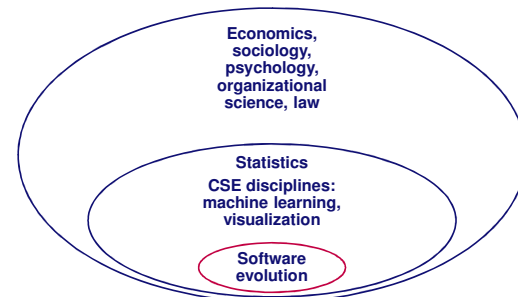 Economics,
sociology,
psychology,
organizational
science, law
Statistics
CSE disciplines:
machine learning,
visualization
Software
evolution